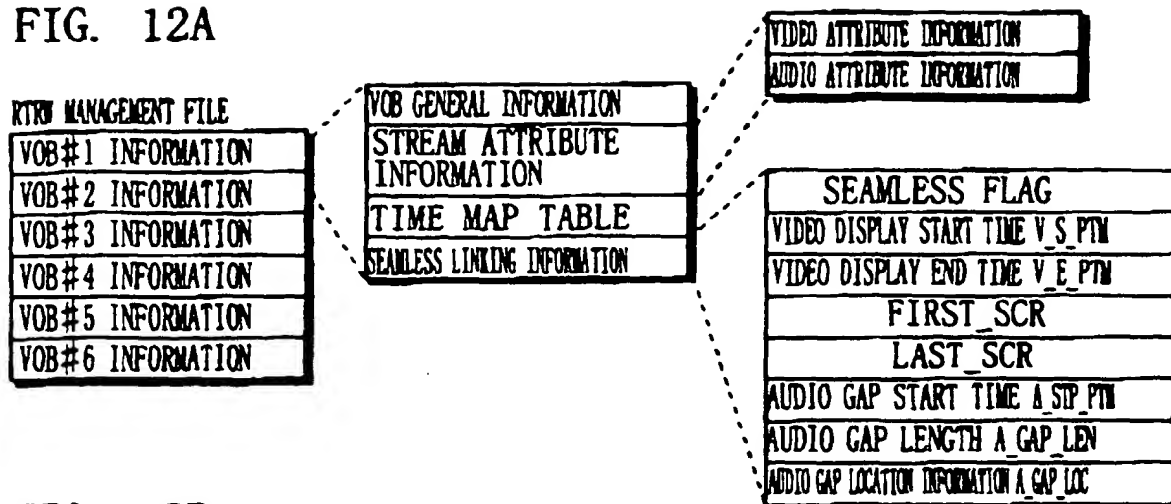 FIG. 12A
RTRW MANAGEMENT FILE
VOB#1 INFORMATION
VOB#2 INFORMATION
VOB#3 INFORMATION
VOB#4 INFORMATION
VOB#5 INFORMATION
VOB#6 INFORMATION
VOB GENERAL INFORMATION
STREAM ATTRIBUTE
INFORMATION
TIME MAP TABLE
SEAMLESS LINKING INFORMATION
VIDEO ATTRIBUTE INFORMATION
AUDIO ATTRIBUTE INFORMATION
SEAMLESS FLAG
VIDEO DISPLAY START TIME V_S_PTM
VIDEO DISPLAY END TIME V_E_PTM
FIRST_SCR
LAST_SCR
AUDIO GAP START TIME A_STP_PTM
AUDIO GAP LENGTH A_GAP_LEN
AUDIO GAP LOCATION INFORMATION A_GAP_LOC